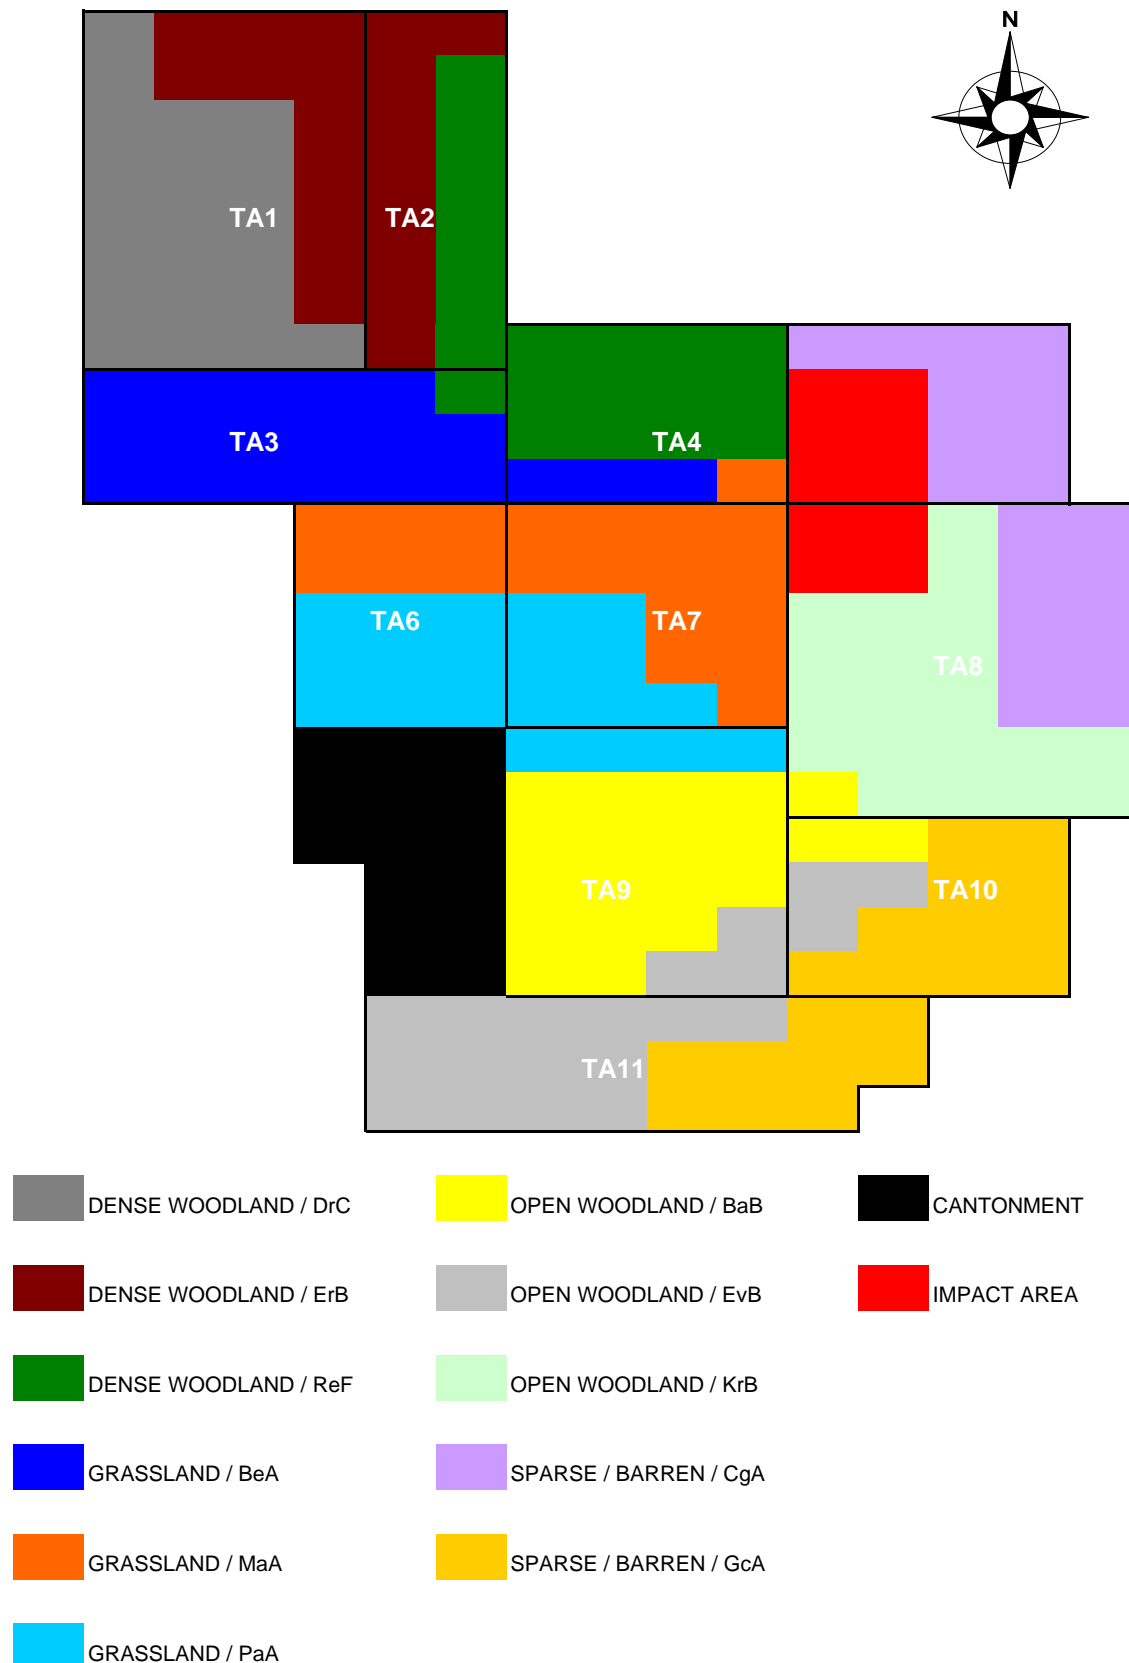 N
TA1
TA2
TA3
TA4
TA6
TA7
TA8
TA9
TA10
TA11
DENSE WOODLAND / DrC
OPEN WOODLAND / BaB
CANTONMENT
DENSE WOODLAND / ErB
OPEN WOODLAND / EvB
IMPACT AREA
DENSE WOODLAND / ReF
OPEN WOODLAND / KrB
GRASSLAND / BeA
SPARSE / BARREN / CgA
GRASSLAND / MaA
SPARSE / BARREN / GcA
GRASSLAND / PaA